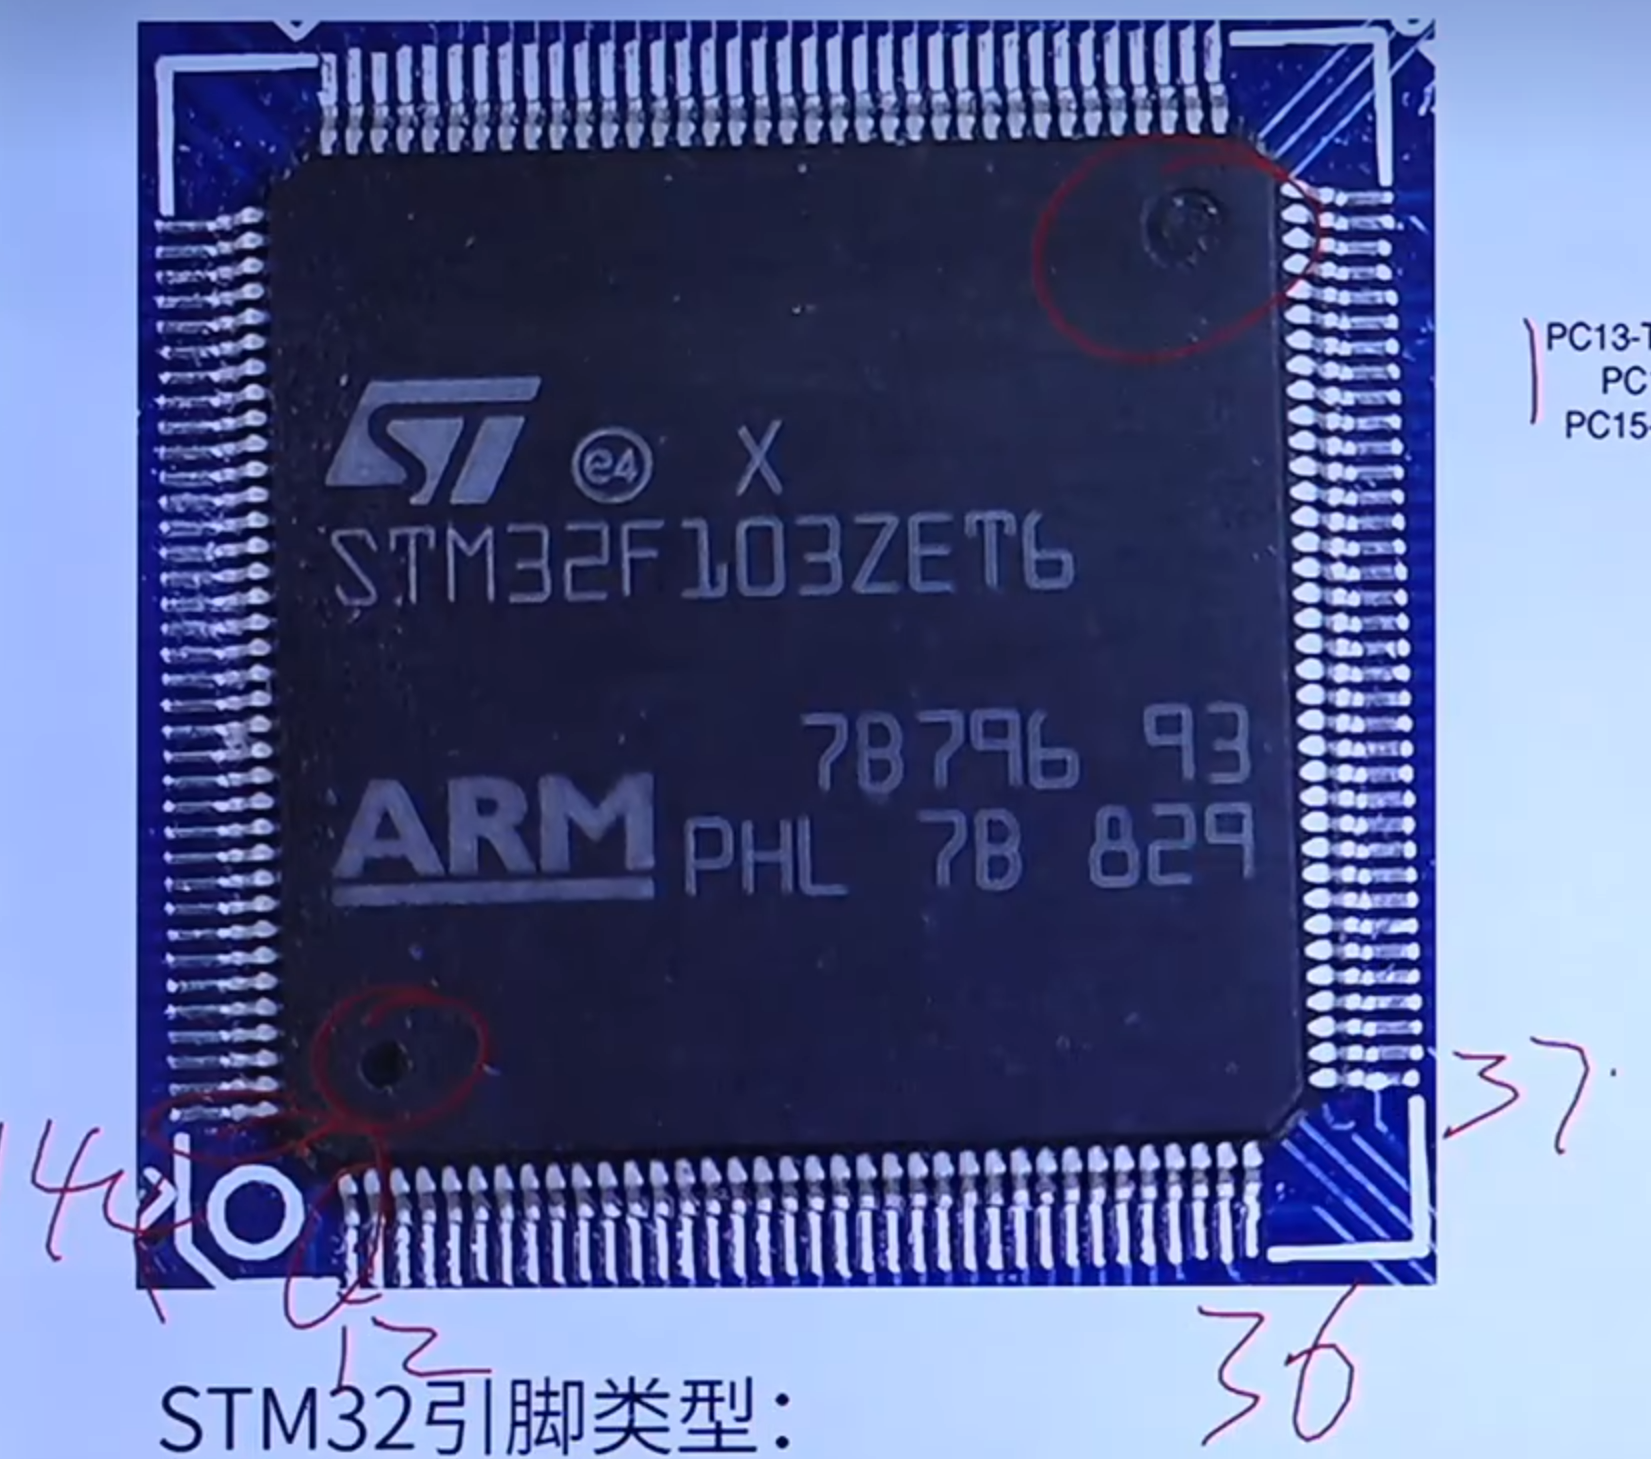 PC13-T
PC
PC15-
ST e4 X
STM32F103ZET6
7B796 93
ARM PHL 7B 829
37.
144
1 2
36
STM32引脚类型：